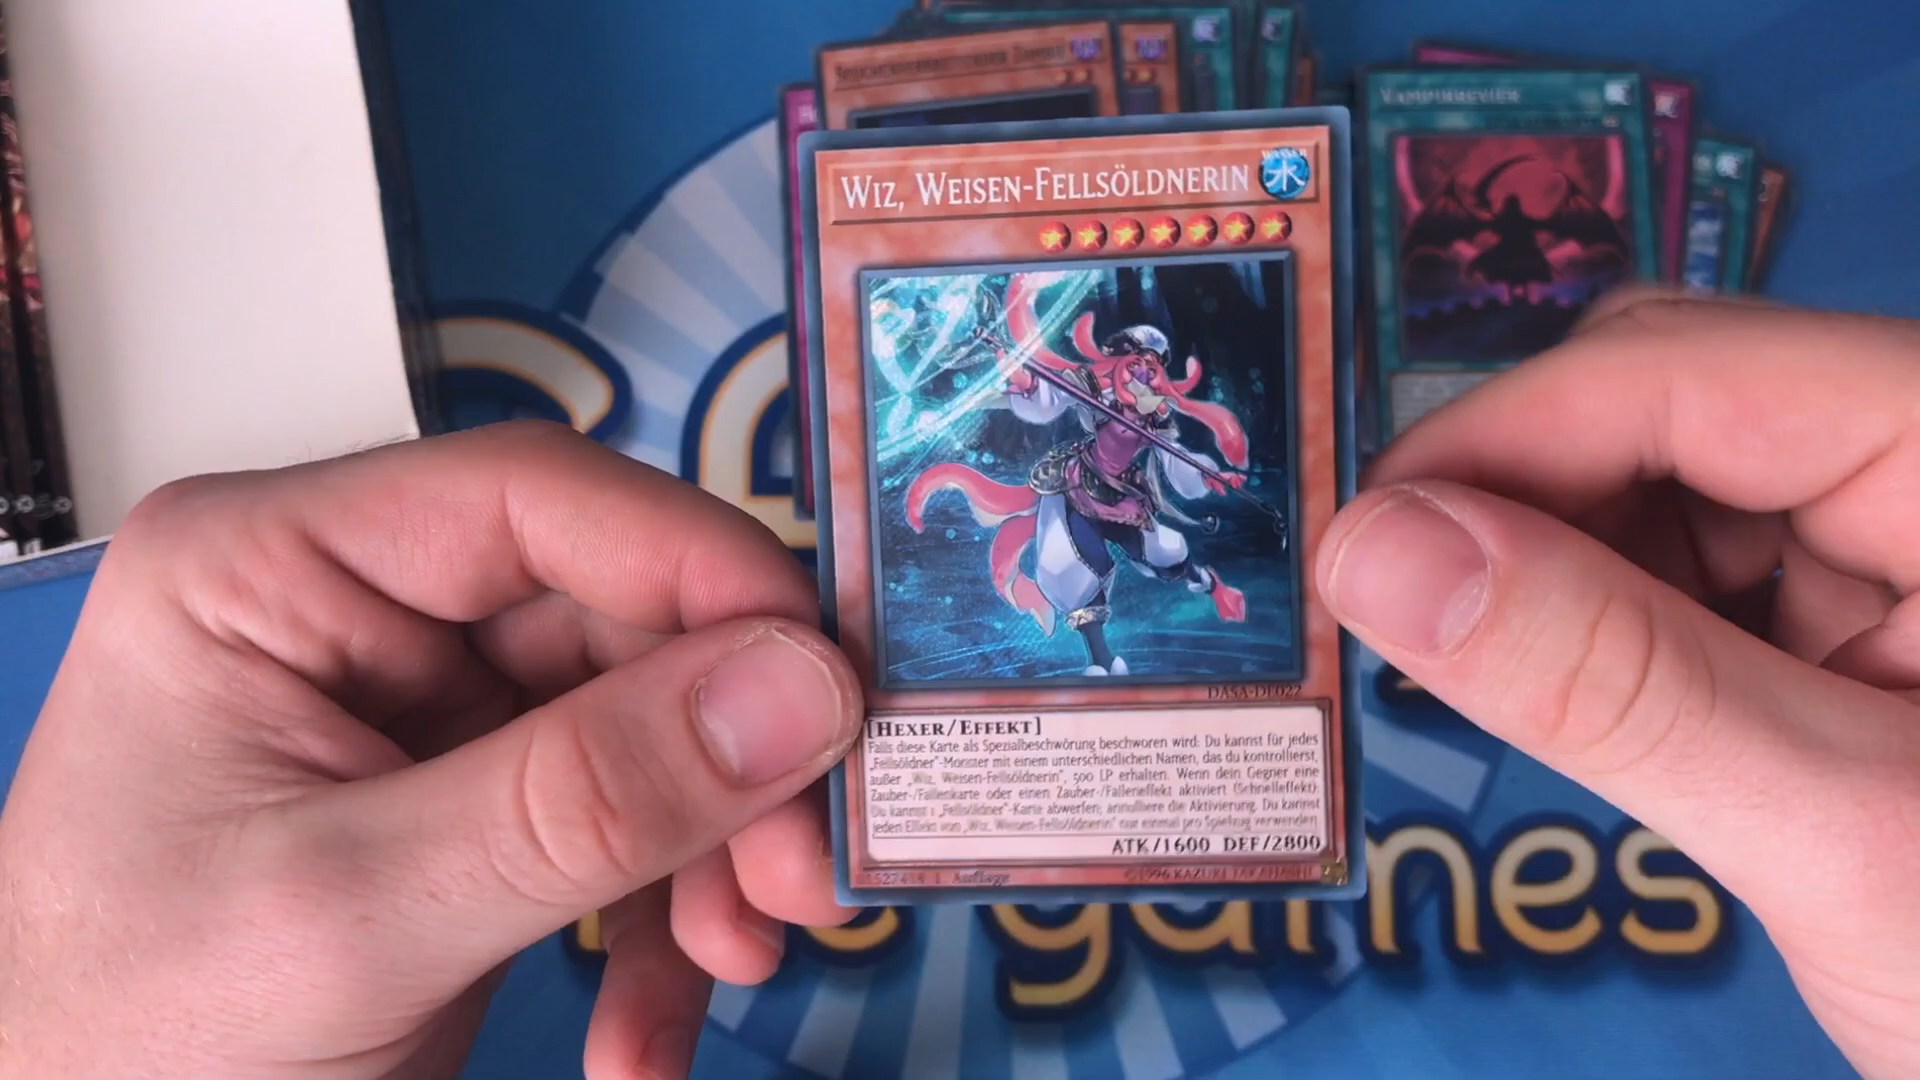 Vampirrevier
Wiz, Weisen-Fellsöldnerin
WASSER
水
DASA-DE022
[Hexer/Effekt]
Falls diese Karte als Spezialbeschwörung beschworen wird: Du kannst für jedes
„Fellsöldner“-Monster mit einem unterschiedlichen Namen, das du kontrollierst,
außer „Wiz, Weisen-Fellsöldnerin“, 500 LP erhalten. Wenn dein Gegner eine
Zauber-/Fallenkarte oder einen Zauber-/Falleneffekt aktiviert (Schnelleffekt):
Du kannst 1 „Fellsöldner“-Karte abwerfen; annulliere die Aktivierung. Du kannst
jeden Effekt von „Wiz, Weisen-Fellsöldnerin“ nur einmal pro Spielzug verwenden.
ATK/1600 DEF/2800
1. Auflage
©1996 KAZUKI TAKAHASHI
games